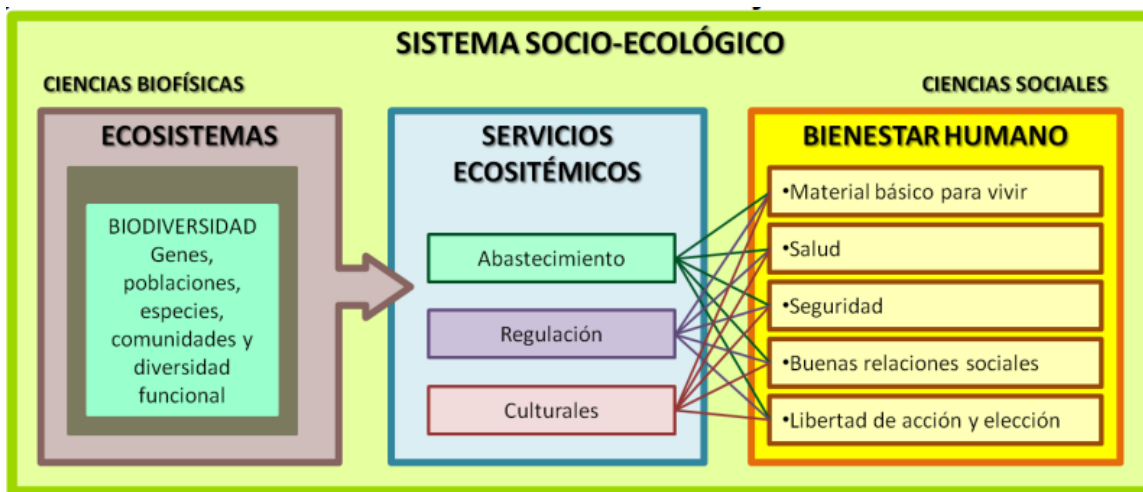 SISTEMA SOCIO-ECOLÓGICO
CIENCIAS BIOFÍSICAS
CIENCIAS SOCIALES
ECOSISTEMAS
BIODIVERSIDAD
Genes,
poblaciones,
especies,
comunidades y
diversidad
funcional
SERVICIOS
ECOSITÉMICOS
Abastecimiento
Regulación
Culturales
BIENESTAR HUMANO
•Material básico para vivir
•Salud
•Seguridad
•Buenas relaciones sociales
•Libertad de acción y elección